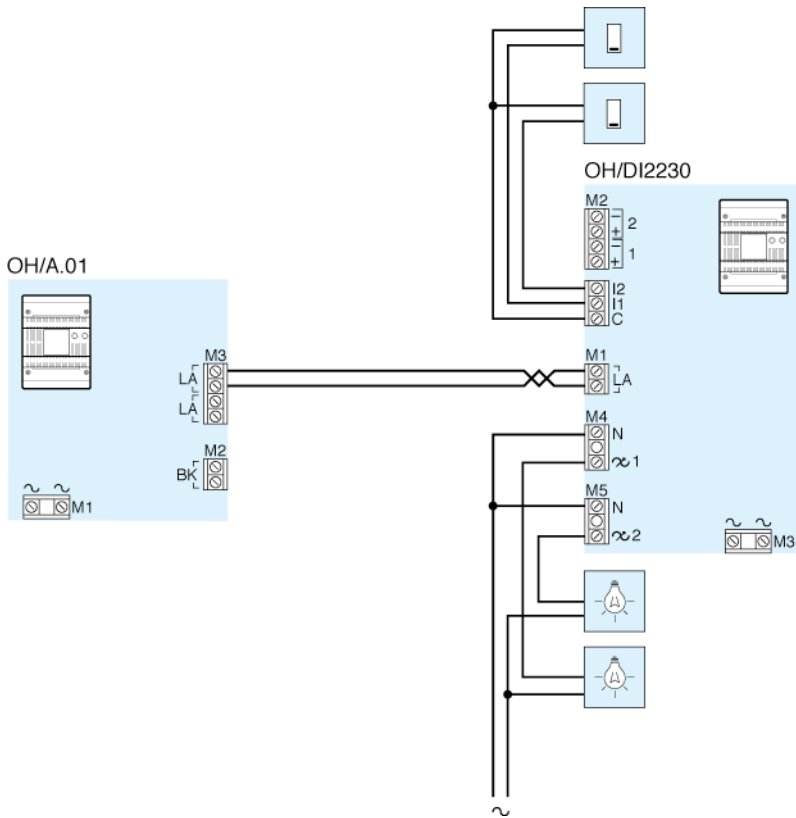 OH/DI2230
M2
− 2
+
− 1
+
I2
I1
C
OH/A.01
M3
LA
LA
M2
BK
∼ ∼
M1
M1
LA
M4
N
∼ 1
M5
N
∼ 2
∼ ∼
M3
∼